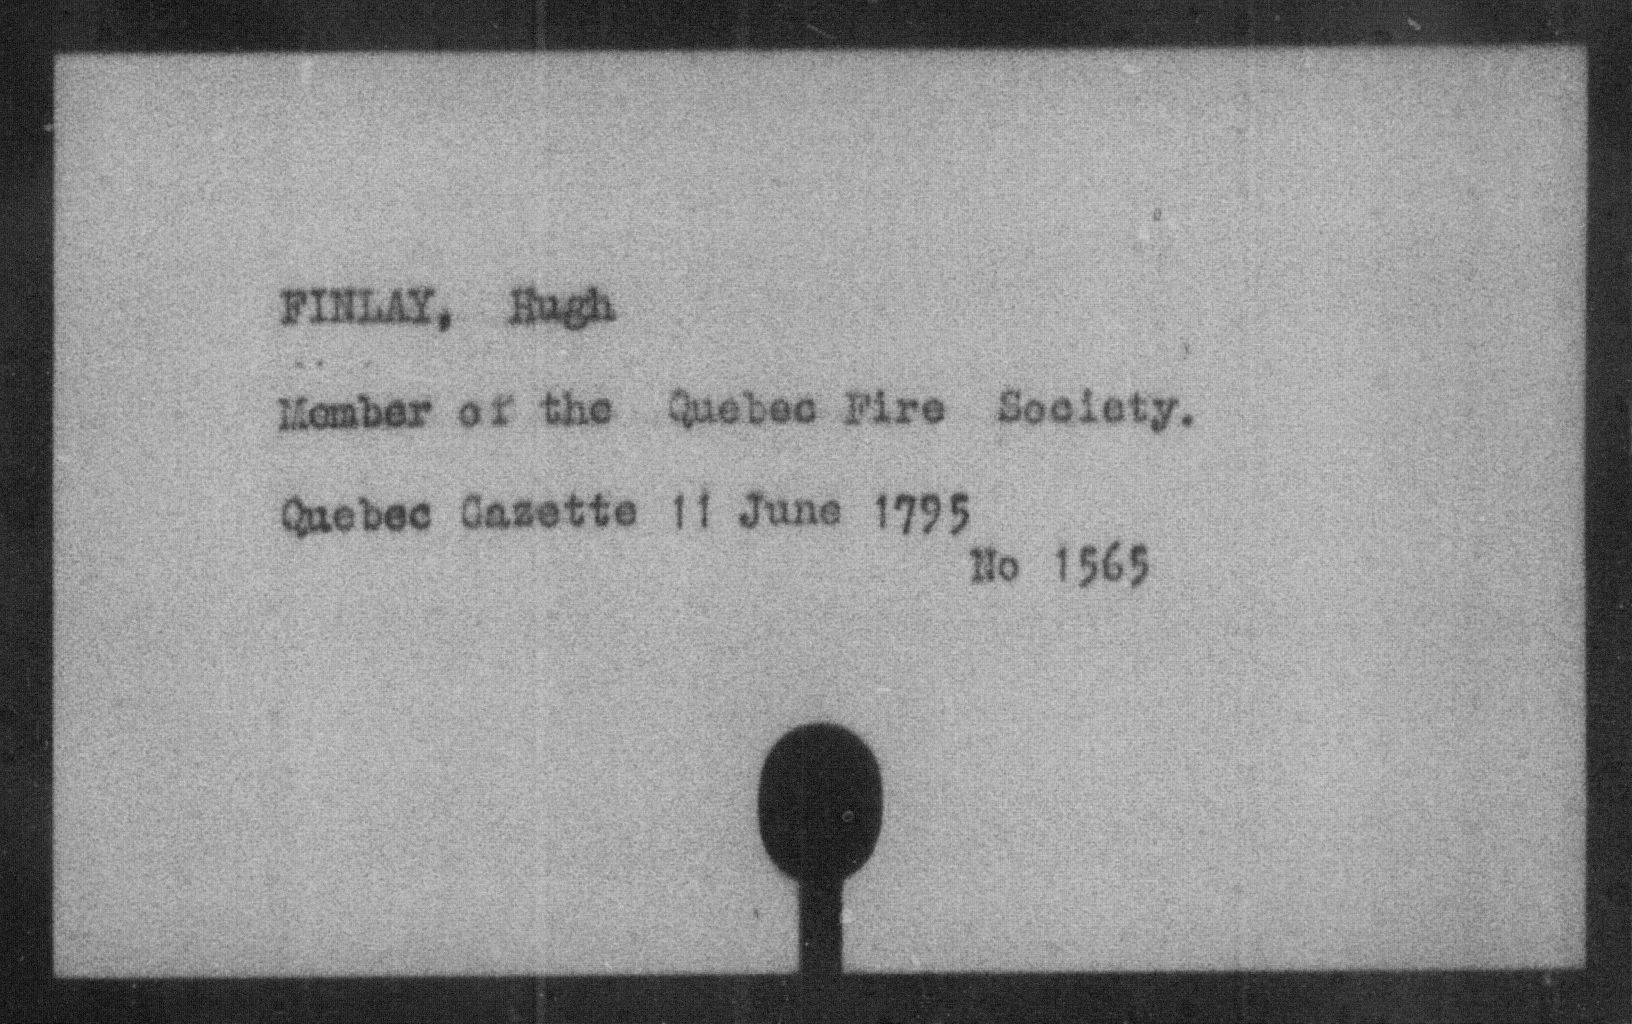 FINLAY, Hugh
Member of the Quebec Fire Society.
Quebec Gazette 11 June 1795
No 1565